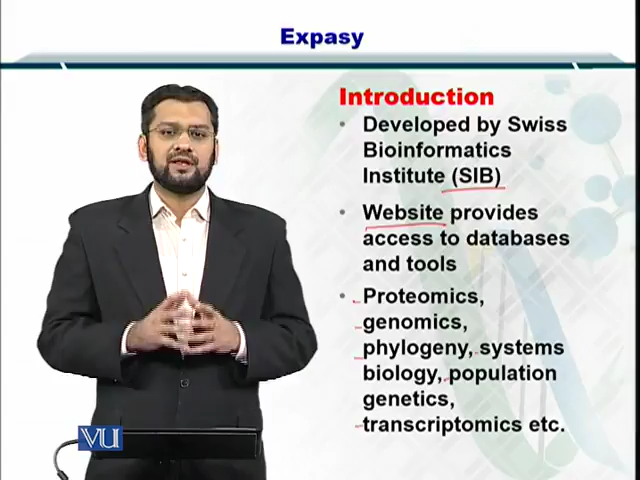 Expasy
Introduction
• Developed by Swiss
Bioinformatics
Institute (SIB)
• Website provides
access to databases
and tools
• Proteomics,
genomics,
phylogeny, systems
biology, population
genetics,
transcriptomics etc.
VU